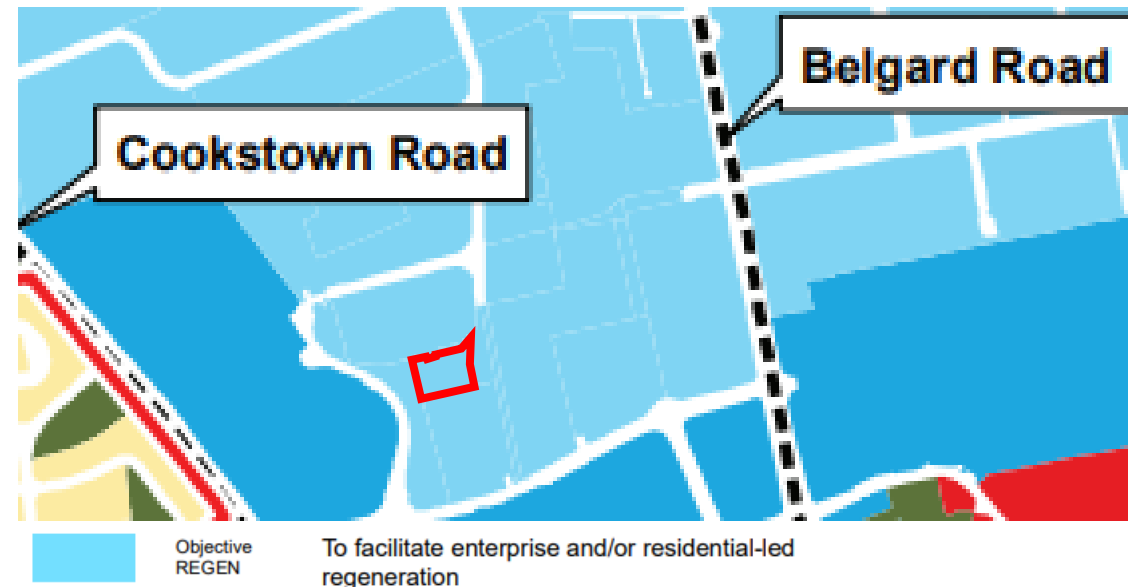 Belgard Road
Cookstown Road
Objective
REGEN
To facilitate enterprise and/or residential-led
regeneration